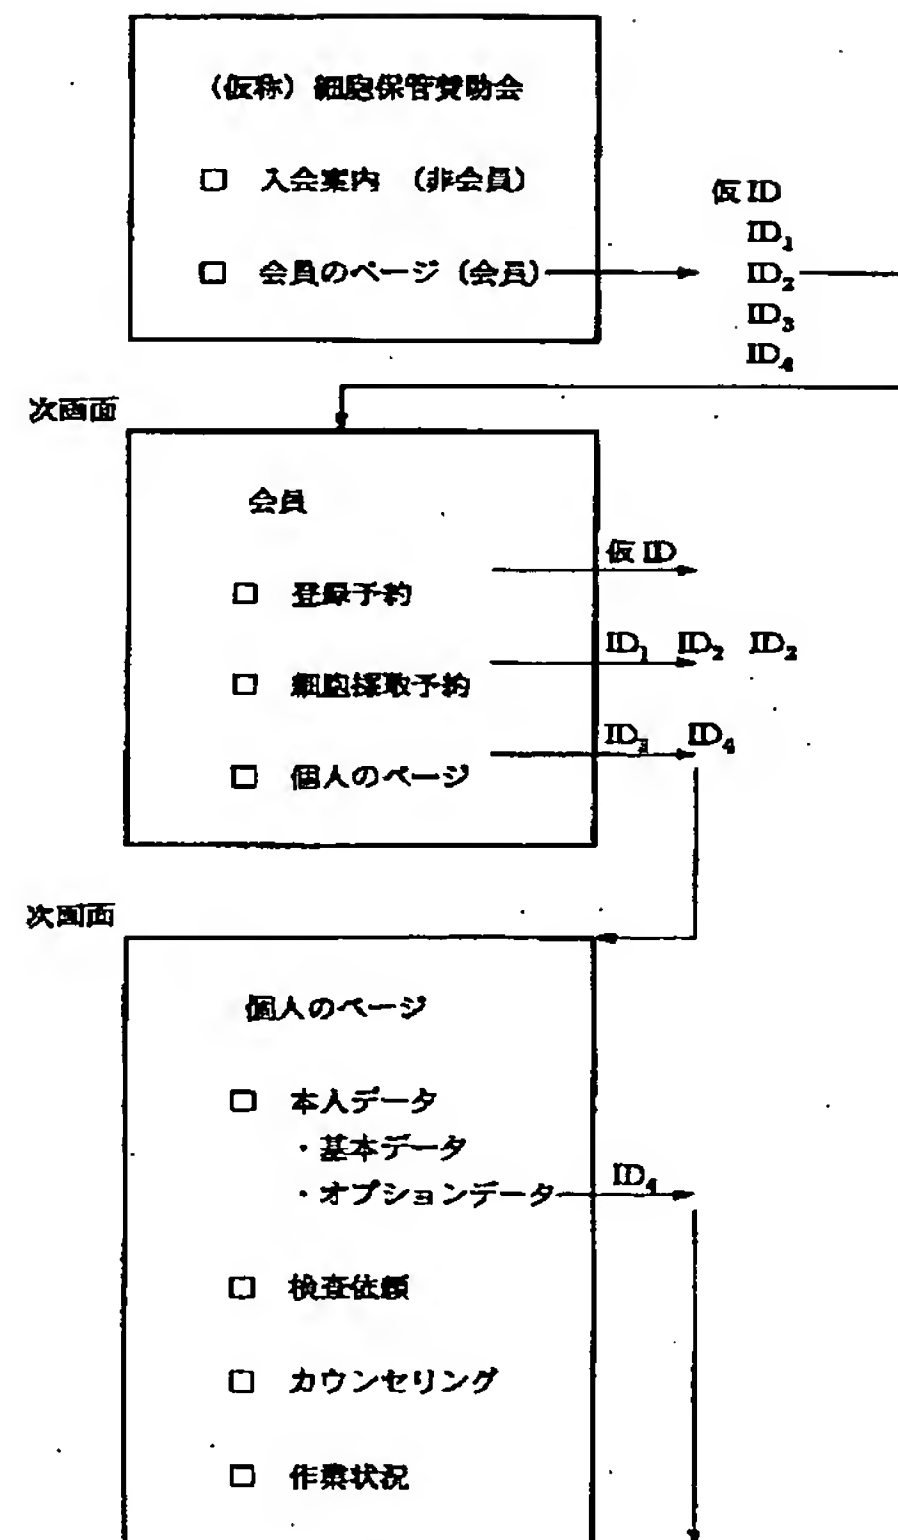 (仮称) 細胞保管賛助会
□ 入会案内 (非会員)
□ 会員のページ (会員)
仮 ID
ID₁
ID₂
ID₃
ID₄
次画面
会員
□ 登録予約
仮 ID
□ 細胞採取予約
ID₁ ID₂ ID₂
□ 個人のページ
ID₃ ID₄
次画面
個人のページ
□ 本人データ
・基本データ
・オプションデータ
ID₄
□ 検査依頼
□ カウンセリング
□ 作業状況